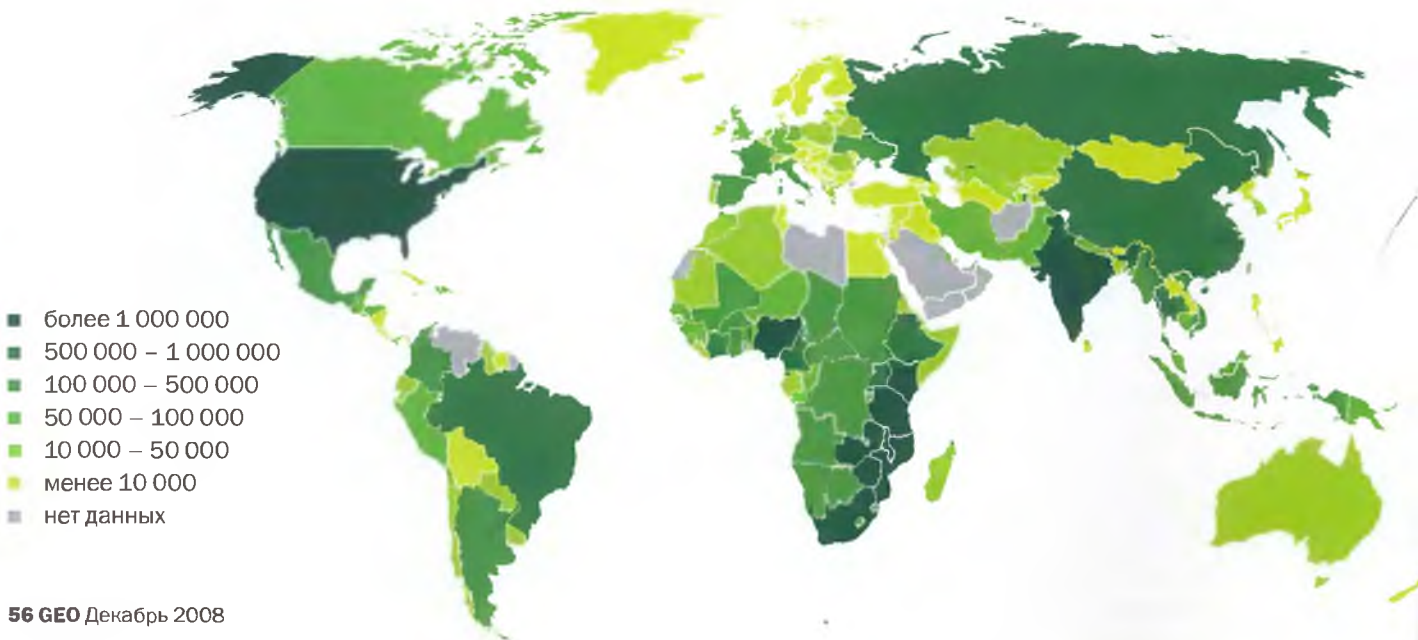 более 1 000 000
500 000 – 1 000 000
100 000 – 500 000
50 000 – 100 000
10 000 – 50 000
менее 10 000
нет данных
56 GEO Декабрь 2008